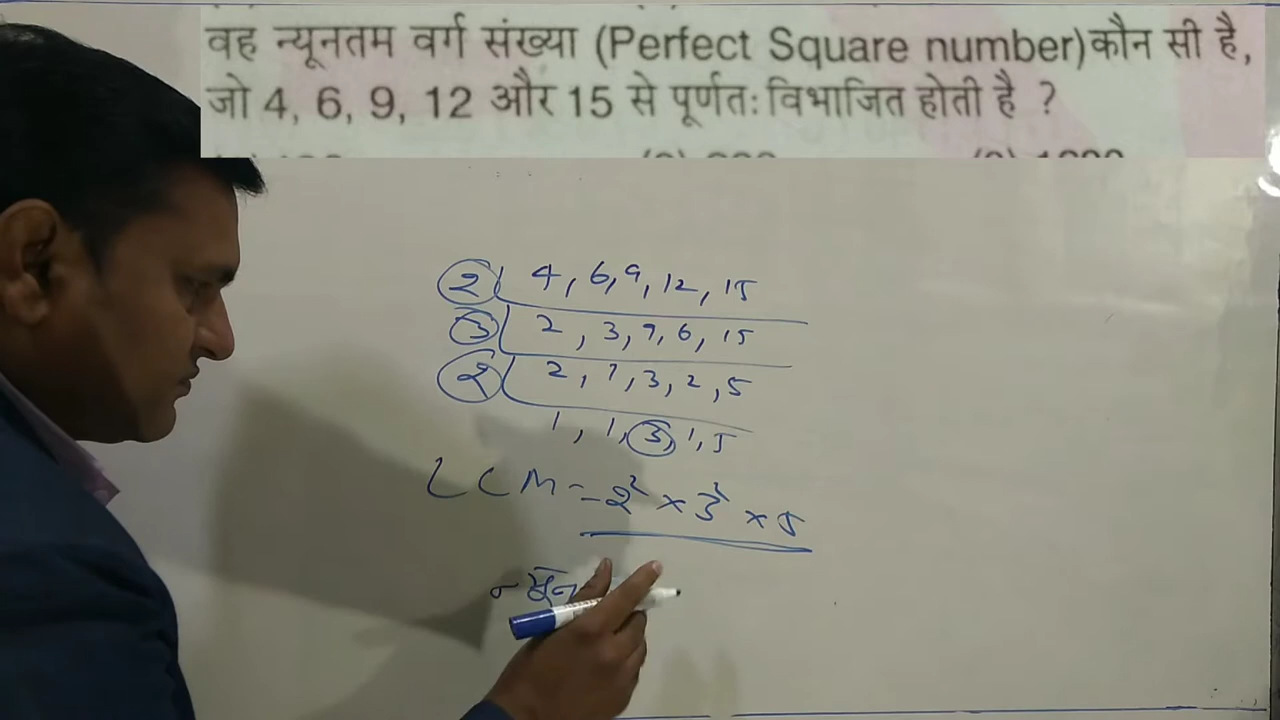 वह न्यूनतम वर्ग संख्या (Perfect Square number) कौन सी है,
जो 4, 6, 9, 12 और 15 से पूर्णतः विभाजित होती है ?
2 4, 6, 9, 12, 15
3 2, 3, 9, 6, 15
2 2, 1, 3, 2, 5
1, 1, 3, 1, 5
LCM = 2² × 3² × 5